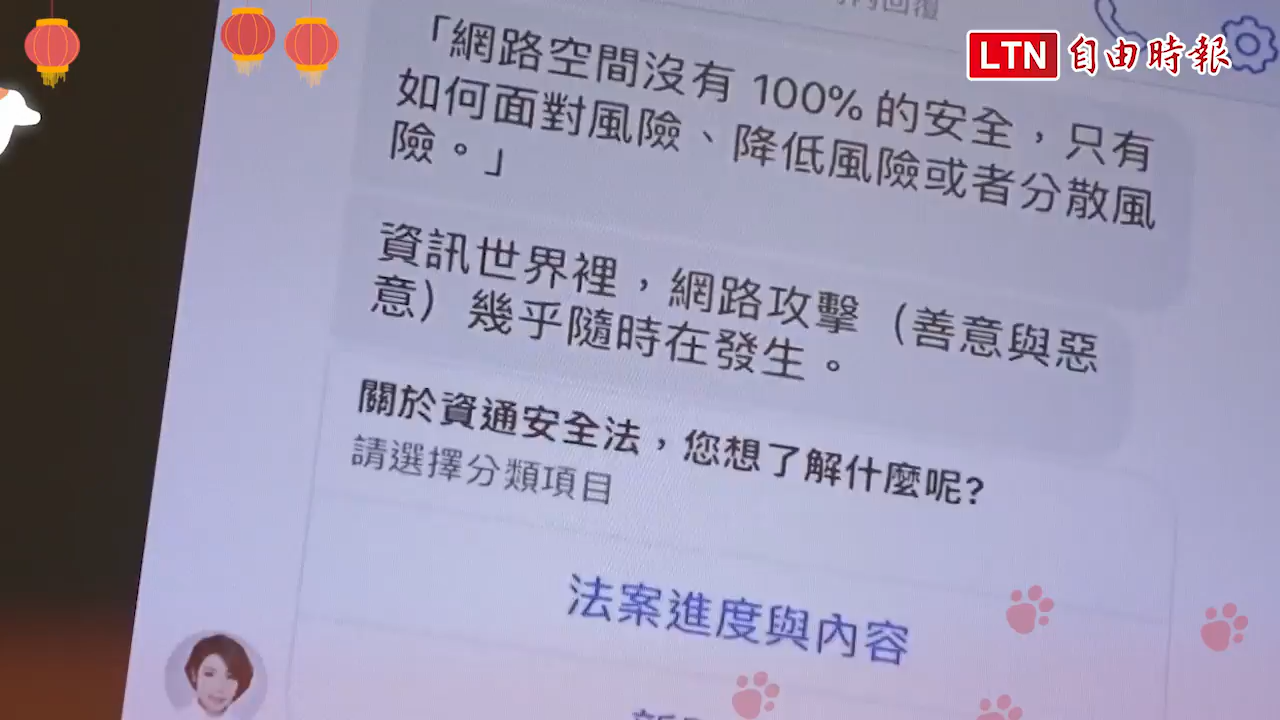 LTN 自由時報
「網路空間沒有 100% 的安全，只有
如何面對風險、降低風險或者分散風
險。」
資訊世界裡，網路攻擊（善意與惡
意）幾乎隨時在發生。
關於資通安全法，您想了解什麼呢?
請選擇分類項目
法案進度與內容